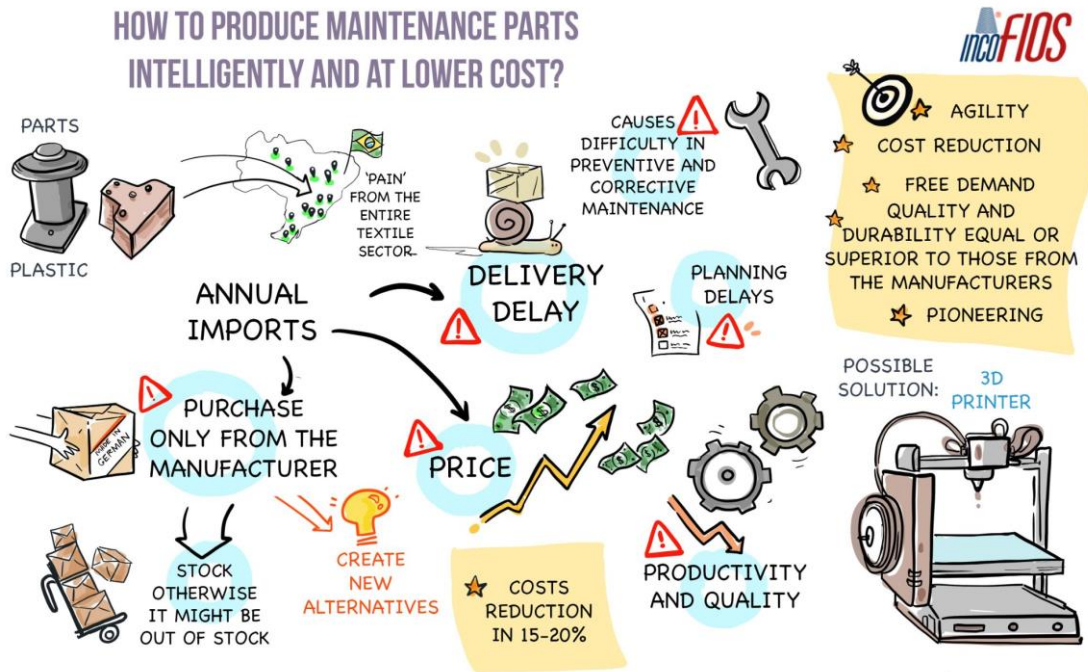 HOW TO PRODUCE MAINTENANCE PARTS
INTELLIGENTLY AND AT LOWER COST?
INCOFIOS
PARTS
PLASTIC
'PAIN'
FROM THE
ENTIRE
TEXTILE
SECTOR
CAUSES
DIFFICULTY IN
PREVENTIVE AND
CORRECTIVE
MAINTENANCE
AGILITY
COST REDUCTION
FREE DEMAND
QUALITY AND
DURABILITY EQUAL OR
SUPERIOR TO THOSE FROM
THE MANUFACTURERS
PIONEERING
ANNUAL
IMPORTS
DELIVERY
DELAY
PLANNING
DELAYS
PURCHASE
ONLY FROM THE
MANUFACTURER
MADE IN
GERMAN
PRICE
POSSIBLE
SOLUTION:
3D
PRINTER
STOCK
OTHERWISE
IT MIGHT BE
OUT OF STOCK
CREATE
NEW
ALTERNATIVES
COSTS
REDUCTION
IN 15-20%
PRODUCTIVITY
AND QUALITY